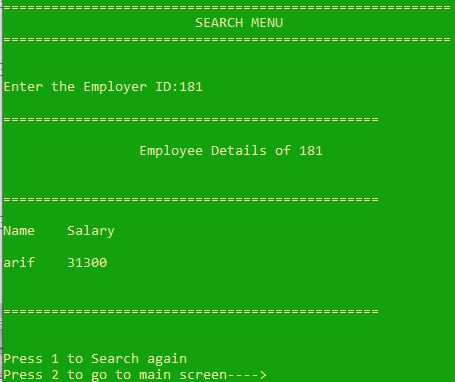 ========================================================
SEARCH MENU
========================================================
Enter the Employer ID:181
===============================================
Employee Details of 181
===============================================
Name    Salary
arif    31300
===============================================
Press 1 to Search again
Press 2 to go to main screen---->